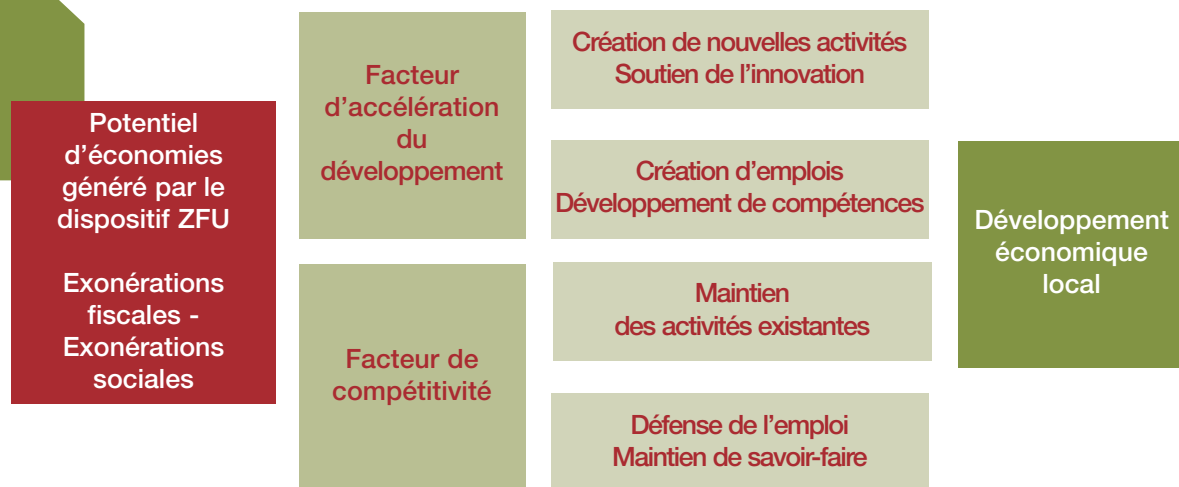 Potentiel
d’économies
généré par le
dispositif ZFU
Exonérations
fiscales -
Exonérations
sociales
Facteur
d’accélération
du
développement
Facteur de
compétitivité
Création de nouvelles activités
Soutien de l’innovation
Création d’emplois
Développement de compétences
Maintien
des activités existantes
Défense de l’emploi
Maintien de savoir-faire
Développement
économique
local